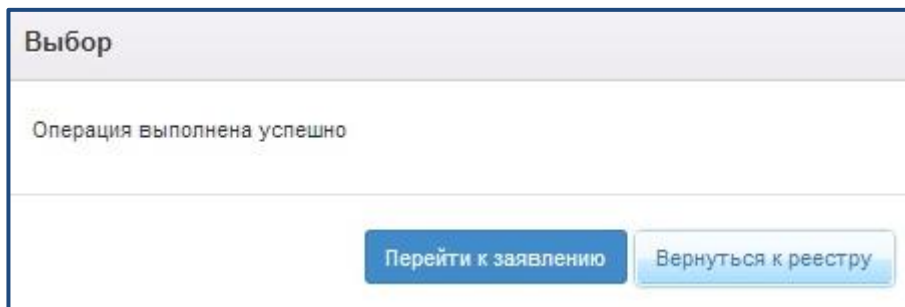 Выбор
Операция выполнена успешно
Перейти к заявлению Вернуться к реестру